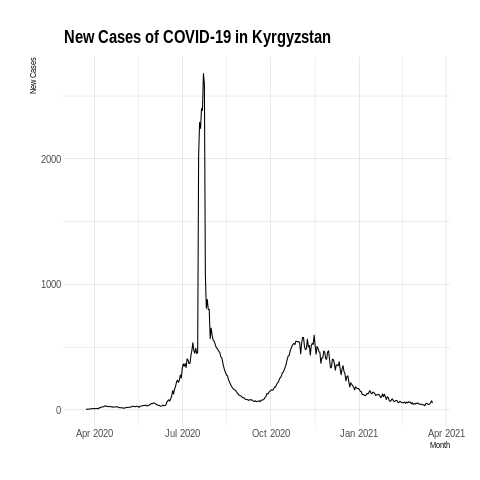 New Cases of COVID-19 in Kyrgyzstan
New Cases
2000
1000
0
Apr 2020 Jul 2020 Oct 2020 Jan 2021 Apr 2021
Month